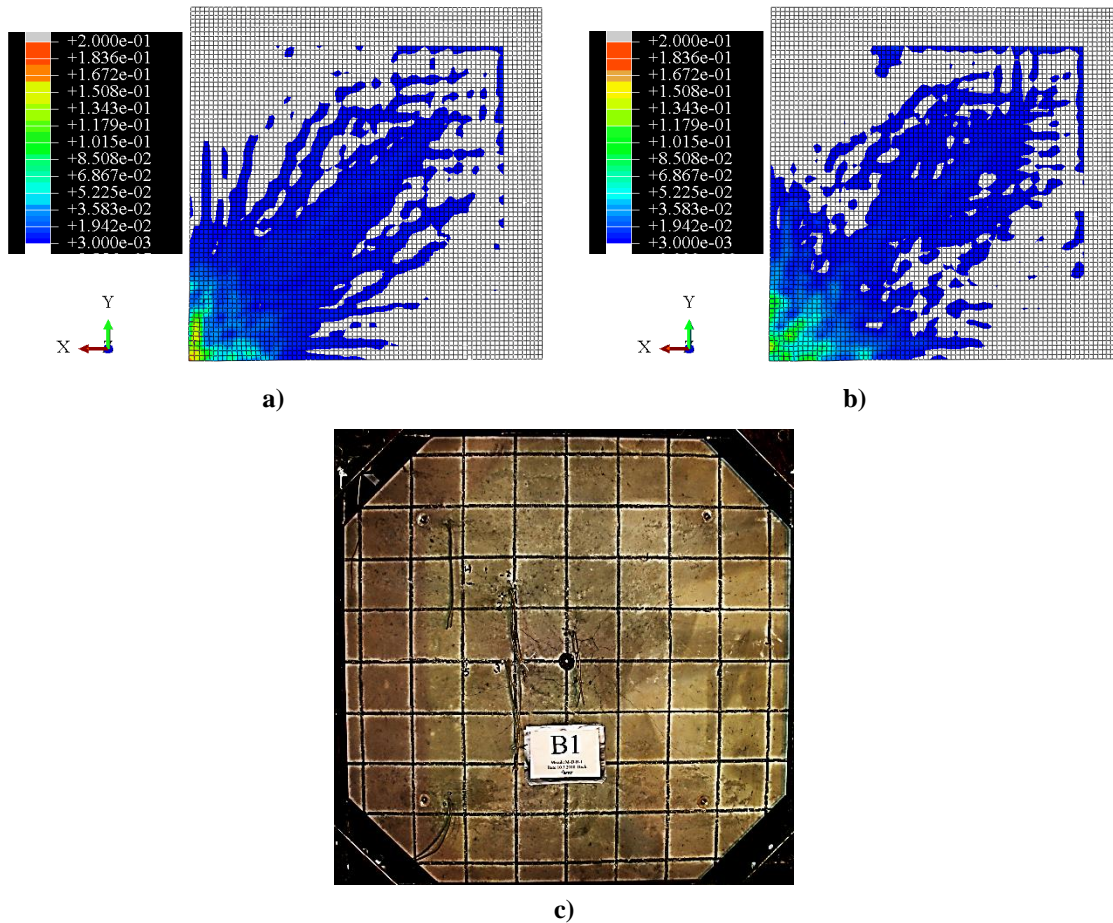 +2.000e-01
+1.836e-01
+1.672e-01
+1.508e-01
+1.343e-01
+1.179e-01
+1.015e-01
+8.508e-02
+6.867e-02
+5.225e-02
+3.583e-02
+1.942e-02
+3.000e-03
Y
X
a)
+2.000e-01
+1.836e-01
+1.672e-01
+1.508e-01
+1.343e-01
+1.179e-01
+1.015e-01
+8.508e-02
+6.867e-02
+5.225e-02
+3.583e-02
+1.942e-02
+3.000e-03
Y
X
b)
3
B1
c)